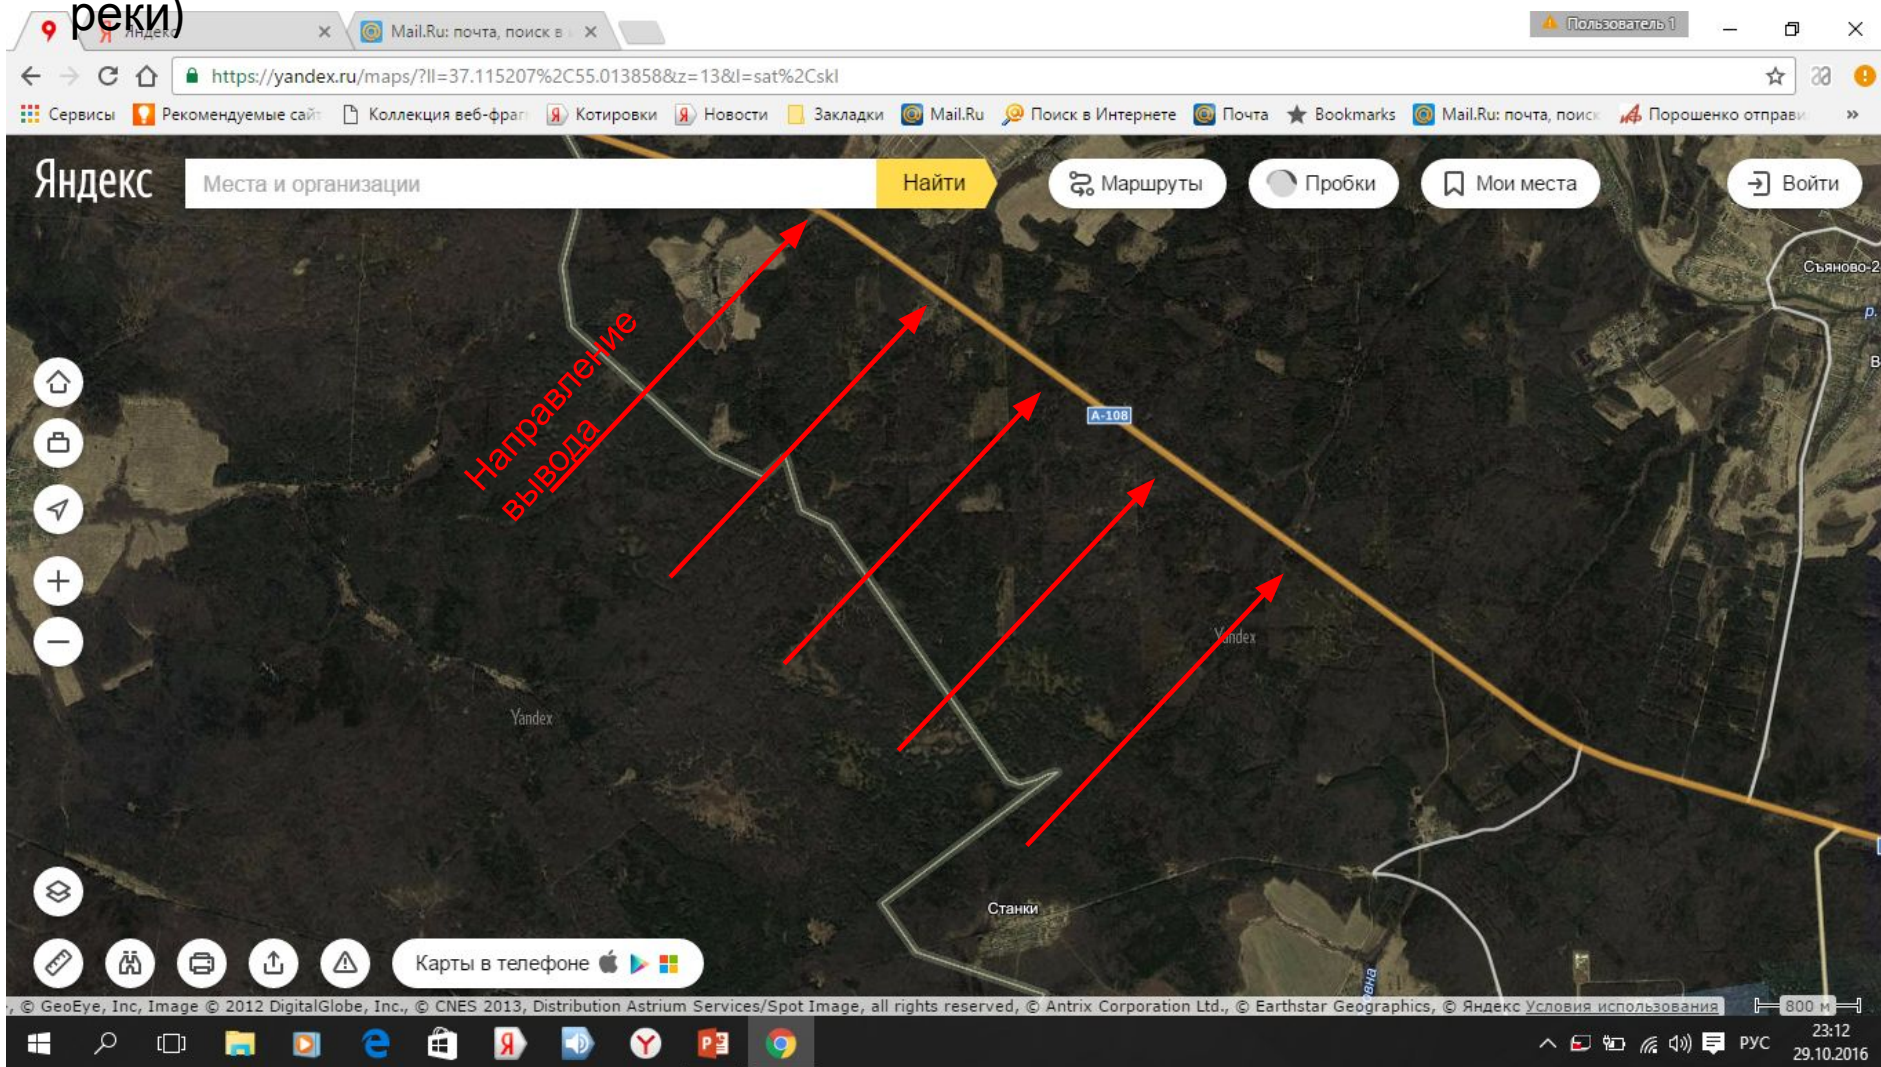 реки)
Яндекс
Mail.Ru: почта, поиск в
Пользователь 1
https://yandex.ru/maps/?ll=37.115207%2C55.013858&z=13&l=sat%2Cskl
Сервисы
Рекомендуемые сайт
Коллекция веб-фраг
Котировки
Новости
Закладки
Mail.Ru
Поиск в Интернете
Почта
Bookmarks
Mail.Ru: почта, поиск
Порошенко отправи
»
Яндекс
Места и организации
Найти
Маршруты
Пробки
Мои места
Войти
Съяново-2
р.
В
Направление
вывода
А-108
Yandex
Yandex
Станки
овна
Карты в телефоне
, © GeoEye, Inc, Image © 2012 DigitalGlobe, Inc., © CNES 2013, Distribution Astrium Services/Spot Image, all rights reserved, © Antrix Corporation Ltd., © Earthstar Geographics, © Яндекс Условия использования
800 м
РУС
23:12
29.10.2016